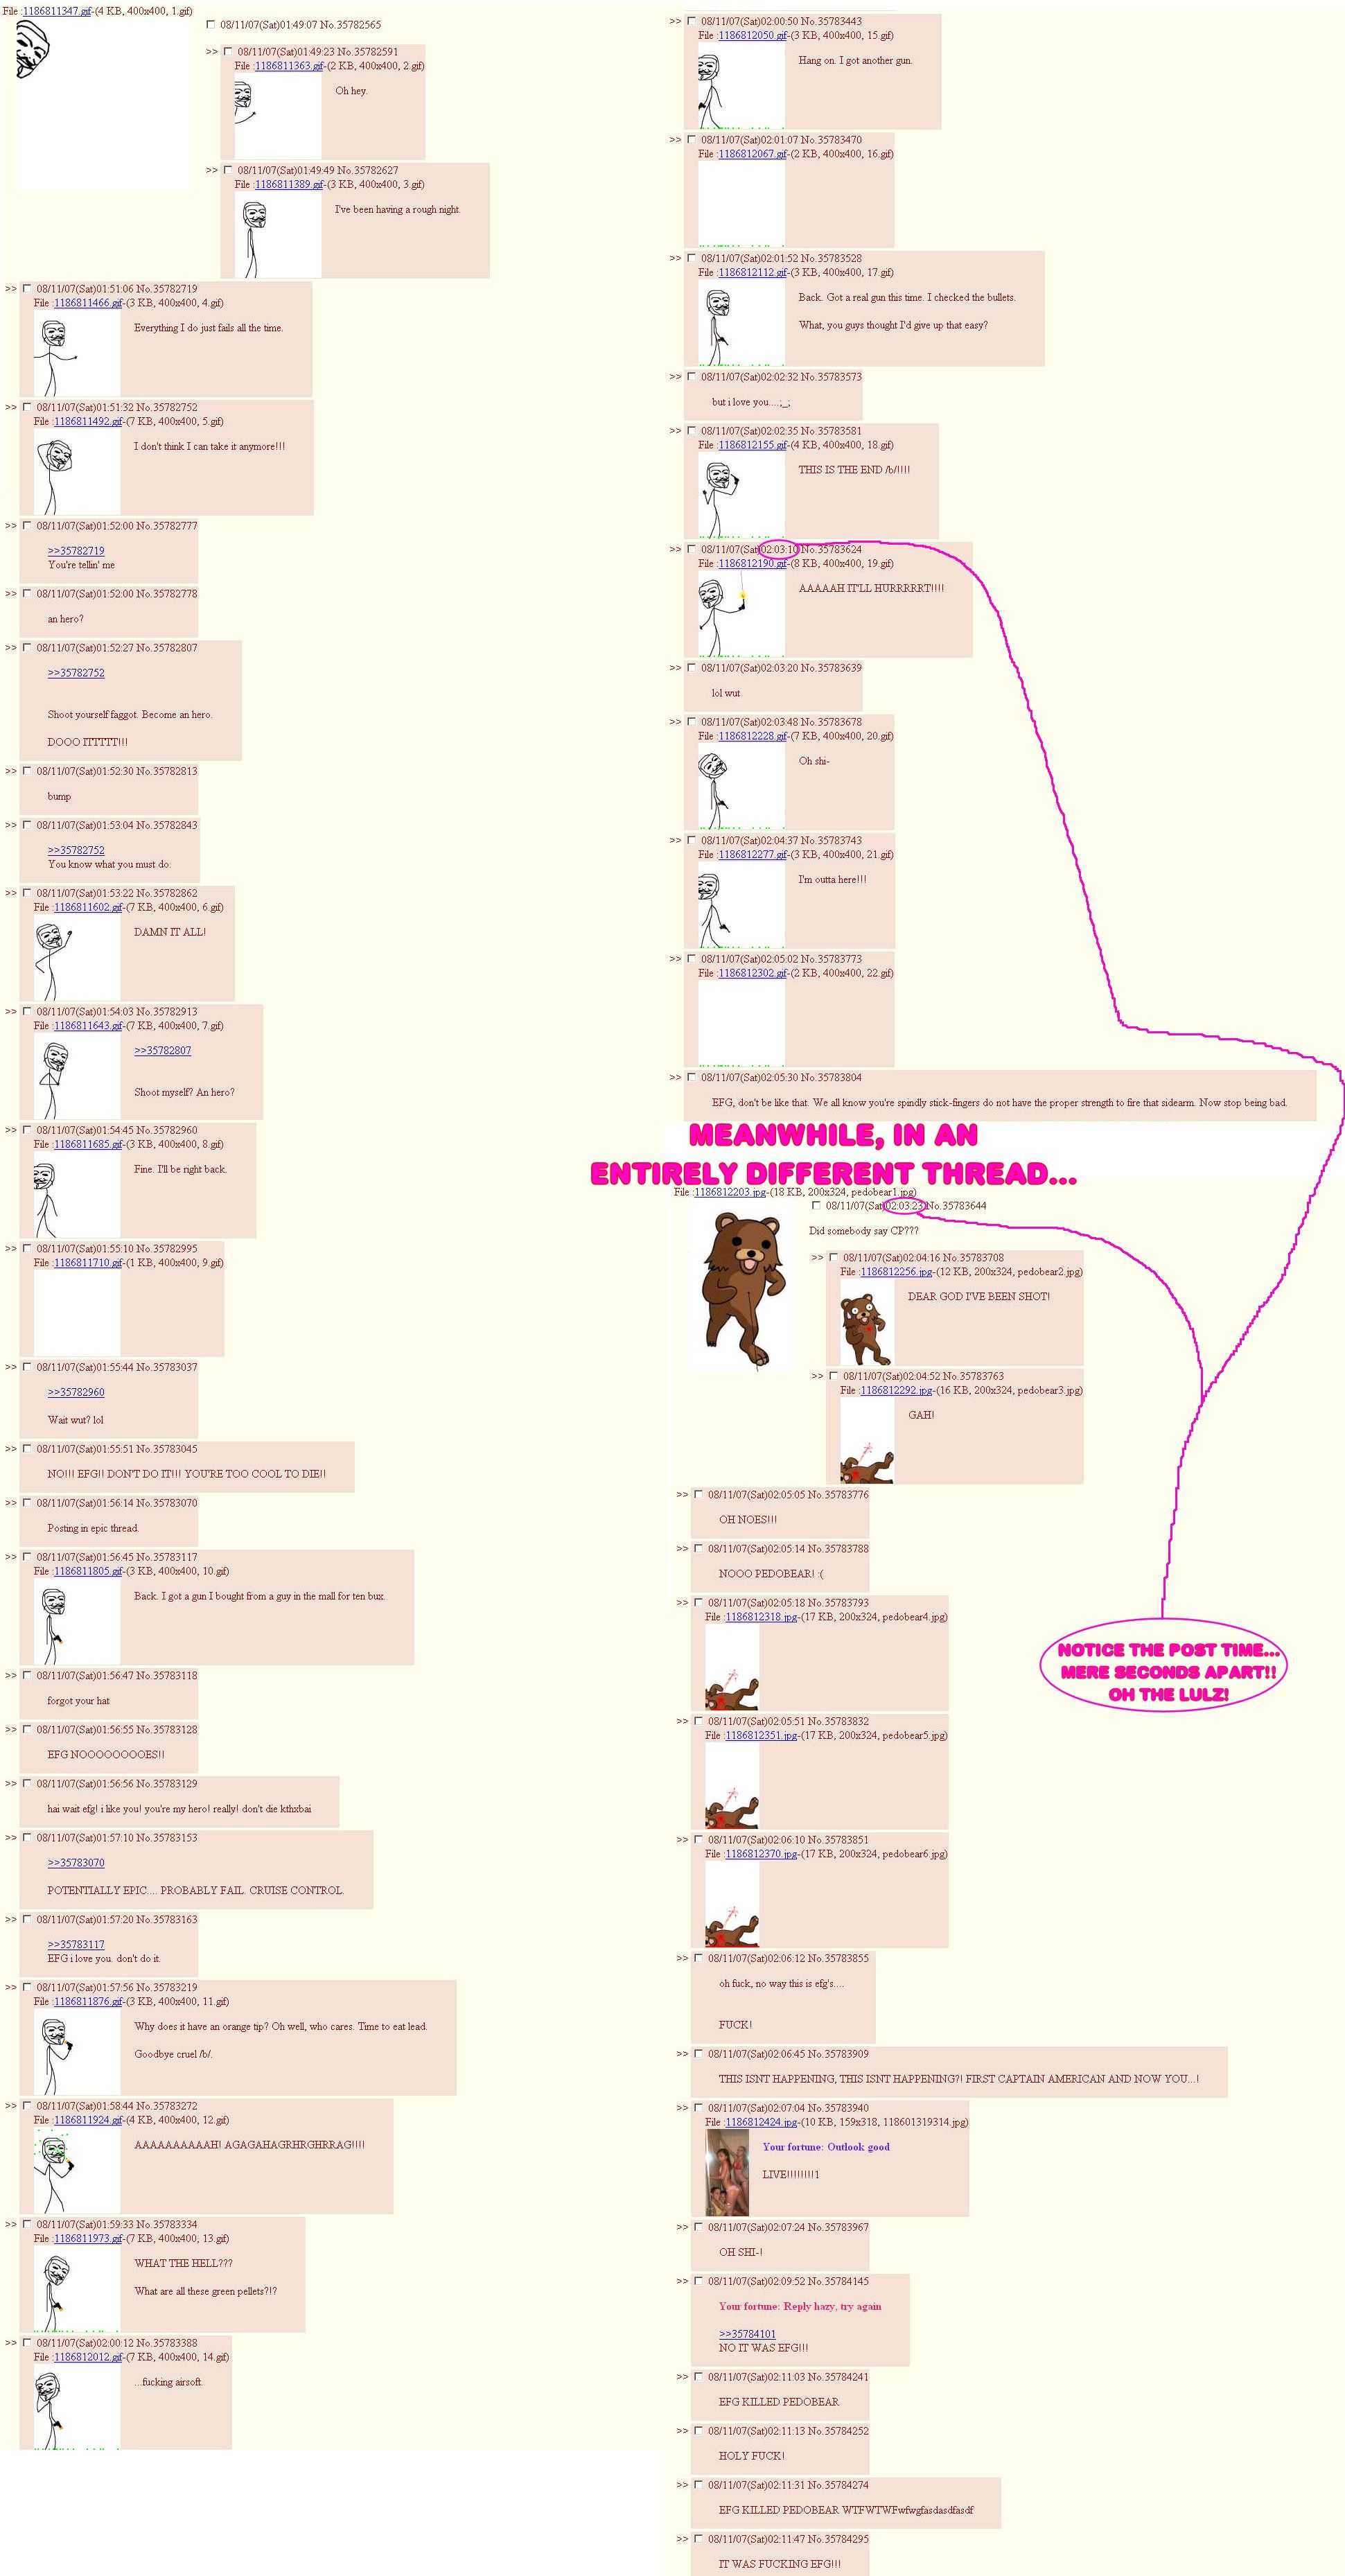 File :1186811347.gif-(4 KB, 400x400, 1.gif)
08/11/07(Sat)01:49:07 No.35782565
>> 08/11/07(Sat)01:49:23 No.35782591
File :1186811363.gif-(2 KB, 400x400, 2.gif)
Oh hey.
>> 08/11/07(Sat)01:49:49 No.35782627
File :1186811389.gif-(3 KB, 400x400, 3.gif)
I've been having a rough night.
>> 08/11/07(Sat)01:51:06 No.35782719
File :1186811466.gif-(3 KB, 400x400, 4.gif)
Everything I do just fails all the time.
>> 08/11/07(Sat)01:51:32 No.35782752
File :1186811492.gif-(7 KB, 400x400, 5.gif)
I don't think I can take it anymore!!!
>> 08/11/07(Sat)01:52:00 No.35782777
>>35782719
You're tellin' me
>> 08/11/07(Sat)01:52:00 No.35782778
an hero?
>> 08/11/07(Sat)01:52:27 No.35782807
>>35782752
Shoot yourself faggot. Become an hero.
DOOO ITTTTT!!!
>> 08/11/07(Sat)01:52:30 No.35782813
bump
>> 08/11/07(Sat)01:53:04 No.35782843
>>35782752
You know what you must do.
>> 08/11/07(Sat)01:53:22 No.35782862
File :1186811602.gif-(7 KB, 400x400, 6.gif)
DAMN IT ALL!
>> 08/11/07(Sat)01:54:03 No.35782913
File :1186811643.gif-(7 KB, 400x400, 7.gif)
>>35782807
Shoot myself? An hero?
>> 08/11/07(Sat)01:54:45 No.35782960
File :1186811685.gif-(3 KB, 400x400, 8.gif)
Fine. I'll be right back.
>> 08/11/07(Sat)01:55:10 No.35782995
File :1186811710.gif-(1 KB, 400x400, 9.gif)
>> 08/11/07(Sat)01:55:44 No.35783037
>>35782960
Wait wut? lol
>> 08/11/07(Sat)01:55:51 No.35783045
NO!!! EFG!! DON'T DO IT!!! YOU'RE TOO COOL TO DIE!!
>> 08/11/07(Sat)01:56:14 No.35783070
Posting in epic thread.
>> 08/11/07(Sat)01:56:45 No.35783117
File :1186811805.gif-(3 KB, 400x400, 10.gif)
Back. I got a gun I bought from a guy in the mall for ten bux.
>> 08/11/07(Sat)01:56:47 No.35783118
forgot your hat
>> 08/11/07(Sat)01:56:55 No.35783128
EFG NOOOOOOOOES!!
>> 08/11/07(Sat)01:56:56 No.35783129
hai wait efg! i like you! you're my hero! really! don't die kthxbai
>> 08/11/07(Sat)01:57:10 No.35783153
>>35783070
POTENTIALLY EPIC.... PROBABLY FAIL. CRUISE CONTROL.
>> 08/11/07(Sat)01:57:20 No.35783163
>>35783117
EFG i love you. don't do it.
>> 08/11/07(Sat)01:57:56 No.35783219
File :1186811876.gif-(3 KB, 400x400, 11.gif)
Why does it have an orange tip? Oh well, who cares. Time to eat lead.
Goodbye cruel /b/.
>> 08/11/07(Sat)01:58:44 No.35783272
File :1186811924.gif-(4 KB, 400x400, 12.gif)
AAAAAAAAAAH! AGAGAHAGRHRGHRRAG!!!!
>> 08/11/07(Sat)01:59:33 No.35783334
File :1186811973.gif-(7 KB, 400x400, 13.gif)
WHAT THE HELL???
What are all these green pellets?!?
>> 08/11/07(Sat)02:00:12 No.35783388
File :1186812012.gif-(7 KB, 400x400, 14.gif)
...fucking airsoft.
>> 08/11/07(Sat)02:00:50 No.35783443
File :1186812050.gif-(3 KB, 400x400, 15.gif)
Hang on. I got another gun.
>> 08/11/07(Sat)02:01:07 No.35783470
File :1186812067.gif-(2 KB, 400x400, 16.gif)
>> 08/11/07(Sat)02:01:52 No.35783528
File :1186812112.gif-(3 KB, 400x400, 17.gif)
Back. Got a real gun this time. I checked the bullets.
What, you guys thought I'd give up that easy?
>> 08/11/07(Sat)02:02:32 No.35783573
but i love you....;_;
>> 08/11/07(Sat)02:02:35 No.35783581
File :1186812155.gif-(4 KB, 400x400, 18.gif)
THIS IS THE END /b/!!!!
>> 08/11/07(Sat)02:03:10 No.35783624
File :1186812190.gif-(8 KB, 400x400, 19.gif)
AAAAAH IT'LL HURRRRRT!!!!
>> 08/11/07(Sat)02:03:20 No.35783639
lol wut
>> 08/11/07(Sat)02:03:48 No.35783678
File :1186812228.gif-(7 KB, 400x400, 20.gif)
Oh shi-
>> 08/11/07(Sat)02:04:37 No.35783743
File :1186812277.gif-(3 KB, 400x400, 21.gif)
I'm outta here!!!
>> 08/11/07(Sat)02:05:02 No.35783773
File :1186812302.gif-(2 KB, 400x400, 22.gif)
>> 08/11/07(Sat)02:05:30 No.35783804
EFG, don't be like that. We all know you're spindly stick-fingers do not have the proper strength to fire that sidearm. Now stop being bad.
MEANWHILE, IN AN
ENTIRELY DIFFERENT THREAD...
File :1186812203.jpg-(18 KB, 200x324, pedobear1.jpg)
08/11/07(Sat)02:03:23 No.35783644
Did somebody say CP???
>> 08/11/07(Sat)02:04:16 No.35783708
File :1186812256.jpg-(12 KB, 200x324, pedobear2.jpg)
DEAR GOD I'VE BEEN SHOT!
>> 08/11/07(Sat)02:04:52 No.35783763
File :1186812292.jpg-(16 KB, 200x324, pedobear3.jpg)
GAH!
>> 08/11/07(Sat)02:05:05 No.35783776
OH NOES!!!
>> 08/11/07(Sat)02:05:14 No.35783788
NOOO PEDOBEAR! :(
>> 08/11/07(Sat)02:05:18 No.35783793
File :1186812318.jpg-(17 KB, 200x324, pedobear4.jpg)
NOTICE THE POST TIME...
MERE SECONDS APART!!
OH THE LULZ!
>> 08/11/07(Sat)02:05:51 No.35783832
File :1186812351.jpg-(17 KB, 200x324, pedobear5.jpg)
>> 08/11/07(Sat)02:06:10 No.35783851
File :1186812370.jpg-(17 KB, 200x324, pedobear6.jpg)
>> 08/11/07(Sat)02:06:12 No.35783855
oh fuck, no way this is efg's....
FUCK!
>> 08/11/07(Sat)02:06:45 No.35783909
THIS ISNT HAPPENING, THIS ISNT HAPPENING?! FIRST CAPTAIN AMERICAN AND NOW YOU...!
>> 08/11/07(Sat)02:07:04 No.35783940
File :1186812424.jpg-(10 KB, 159x318, 118601319314.jpg)
Your fortune: Outlook good
LIVE!!!!!!!!1
>> 08/11/07(Sat)02:07:24 No.35783967
OH SHI-!
>> 08/11/07(Sat)02:09:52 No.35784145
Your fortune: Reply hazy, try again
>>35784101
NO IT WAS EFG!!!
>> 08/11/07(Sat)02:11:03 No.35784241
EFG KILLED PEDOBEAR
>> 08/11/07(Sat)02:11:13 No.35784252
HOLY FUCK!
>> 08/11/07(Sat)02:11:31 No.35784274
EFG KILLED PEDOBEAR WTFWTWFwfwgfasdasdfasdf
>> 08/11/07(Sat)02:11:47 No.35784295
IT WAS FUCKING EFG!!!